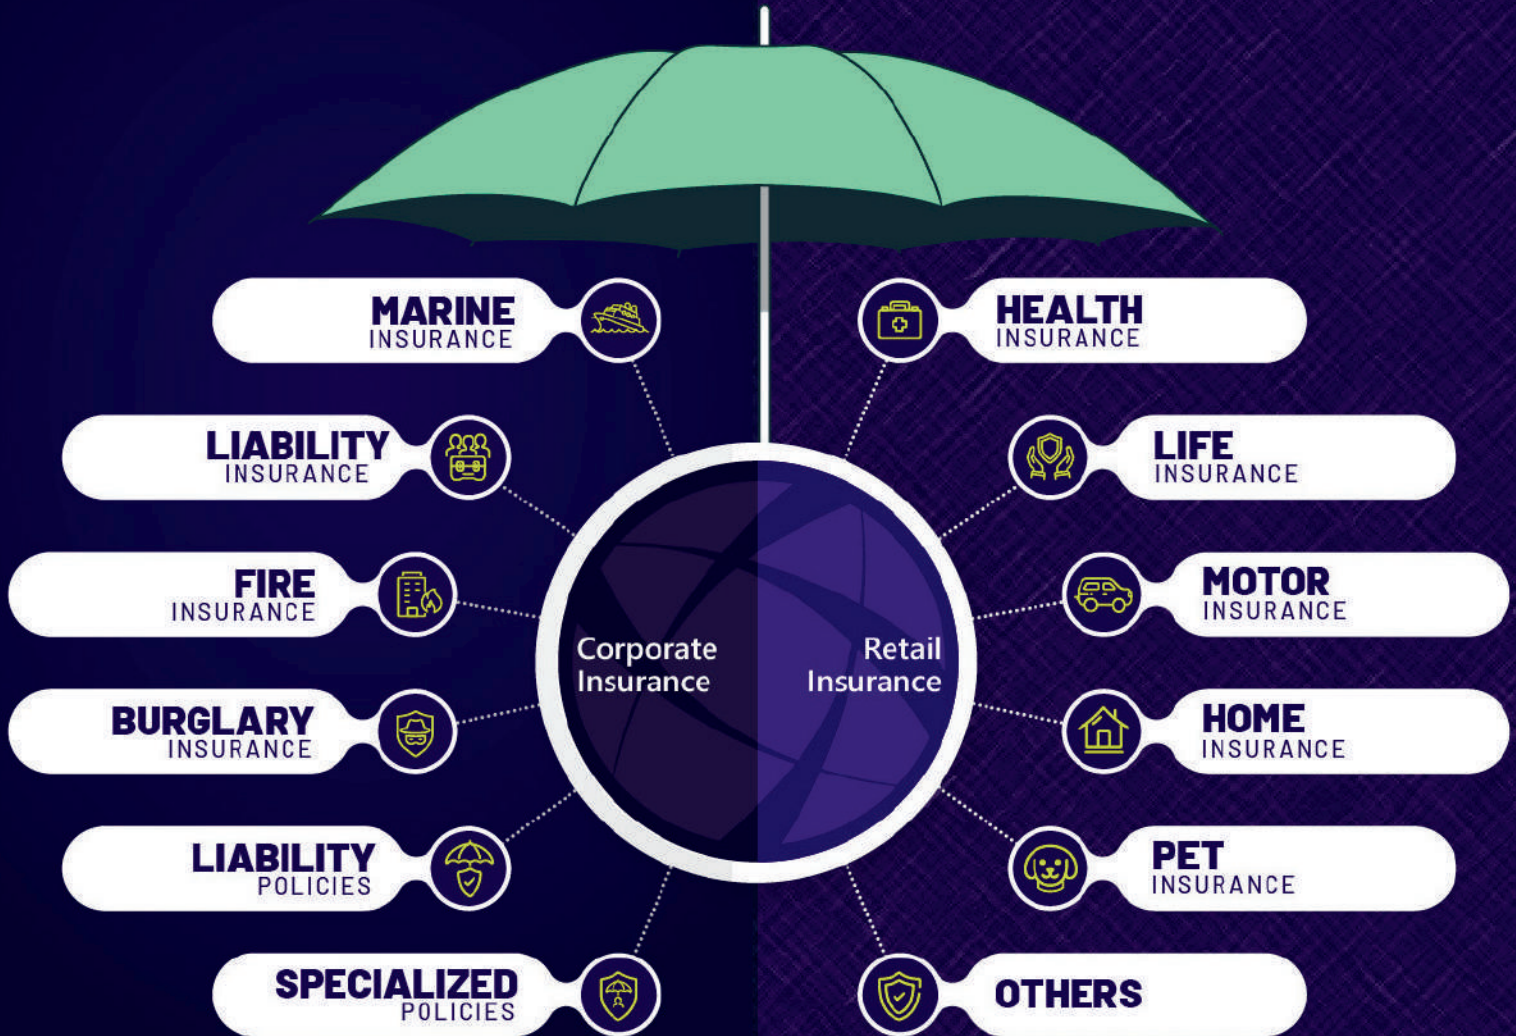 MARINE
INSURANCE
LIABILITY
INSURANCE
FIRE
INSURANCE
BURGLARY
INSURANCE
LIABILITY
POLICIES
SPECIALIZED
POLICIES
Corporate
Insurance
Retail
Insurance
HEALTH
INSURANCE
LIFE
INSURANCE
MOTOR
INSURANCE
HOME
INSURANCE
PET
INSURANCE
OTHERS